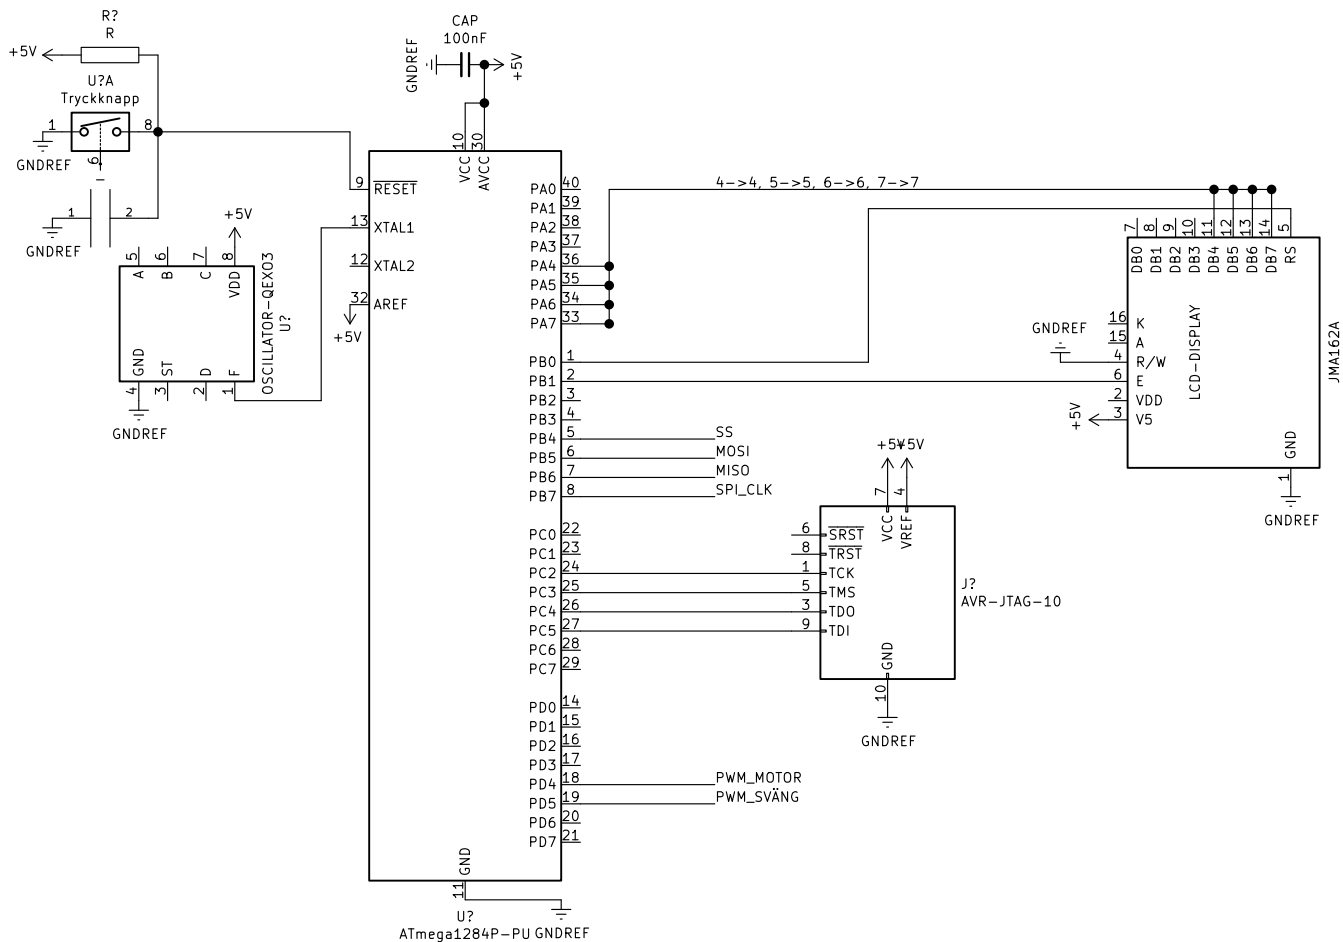 R?
R
+5V
U?A
Tryckknapp
1
8
6
GNDREF
1
2
GNDREF
+5V
5
6
7
8
A
B
C
VDD
GND
ST
D
F
4
3
2
1
OSCILLATOR-QEX03
U?
GNDREF
CAP
100nF
GNDREF
+5V
10
30
VCC
AVCC
9
RESET
13
XTAL1
12
XTAL2
32
AREF
+5V
PA0
40
PA1
39
PA2
38
PA3
37
PA4
36
PA5
35
PA6
34
PA7
33
PB0
1
PB1
2
PB2
3
PB3
4
PB4
5
SS
PB5
6
MOSI
PB6
7
MISO
PB7
8
SPI_CLK
PC0
22
PC1
23
PC2
24
PC3
25
PC4
26
PC5
27
PC6
28
PC7
29
PD0
14
PD1
15
PD2
16
PD3
17
PD4
18
PWM_MOTOR
PD5
19
PWM_SVÄNG
PD6
20
PD7
21
GND
11
U?
ATmega1284P-PU
GNDREF
4->4, 5->5, 6->6, 7->7
7
8
9
10
11
12
13
14
5
DB0
DB1
DB2
DB3
DB4
DB5
DB6
DB7
RS
16
K
15
A
4
R/W
6
E
2
VDD
3
V5
GNDREF
+5V
LCD-DISPLAY
JMA162A
GND
1
GNDREF
+5V
+5V
7
4
VCC
VREF
6
SRST
8
TRST
1
TCK
5
TMS
3
TDO
9
TDI
GND
10
J?
AVR-JTAG-10
GNDREF